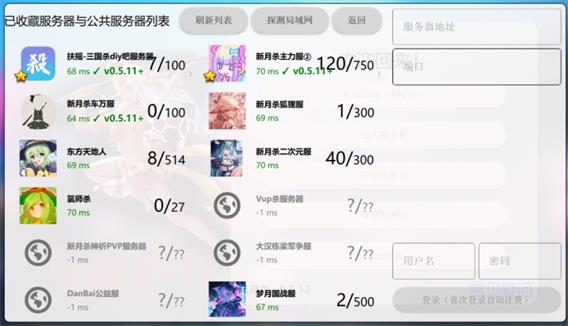 已收藏服务器与公共服务器列表
刷新列表
探测局域网
返回
服务器地址
端口
扶摇-三国杀diy吧服务器
68 ms ✓ v0.5.11+
7/100
新月杀主力服②
70 ms ✓ v0.5.11+
120/750
新月杀车万服
64 ms ✓ v0.5.11+
0/100
新月杀狐狸服
69 ms
1/300
东方天地人
69 ms
8/514
新月杀二次元服
70 ms
40/300
氯师杀
70 ms
0/27
Vup杀服务器
-1 ms
?/??
新月杀神祈PVP服务器
-1 ms
?/??
大汉栋梁军争服
-1 ms
?/??
DanBai公益服
-1 ms
?/??
梦月国战服
67 ms
2/500
12
用户名
密码
登录（首次登录自动注册）